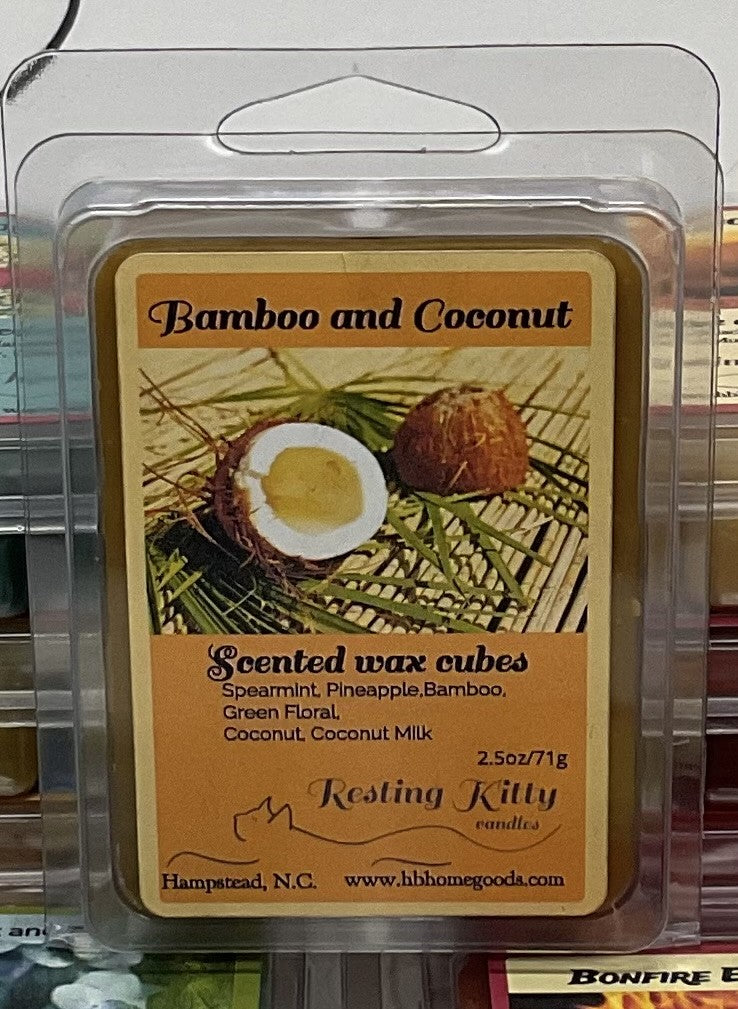 Bamboo and Coconut
Scented wax cubes
Spearmint, Pineapple,Bamboo,
Green Floral,
Coconut, Coconut Milk
2.5oz/71g
Resting Kitty
candles
Hampstead, N.C. www.hbhomegoods.com
BONFIRE